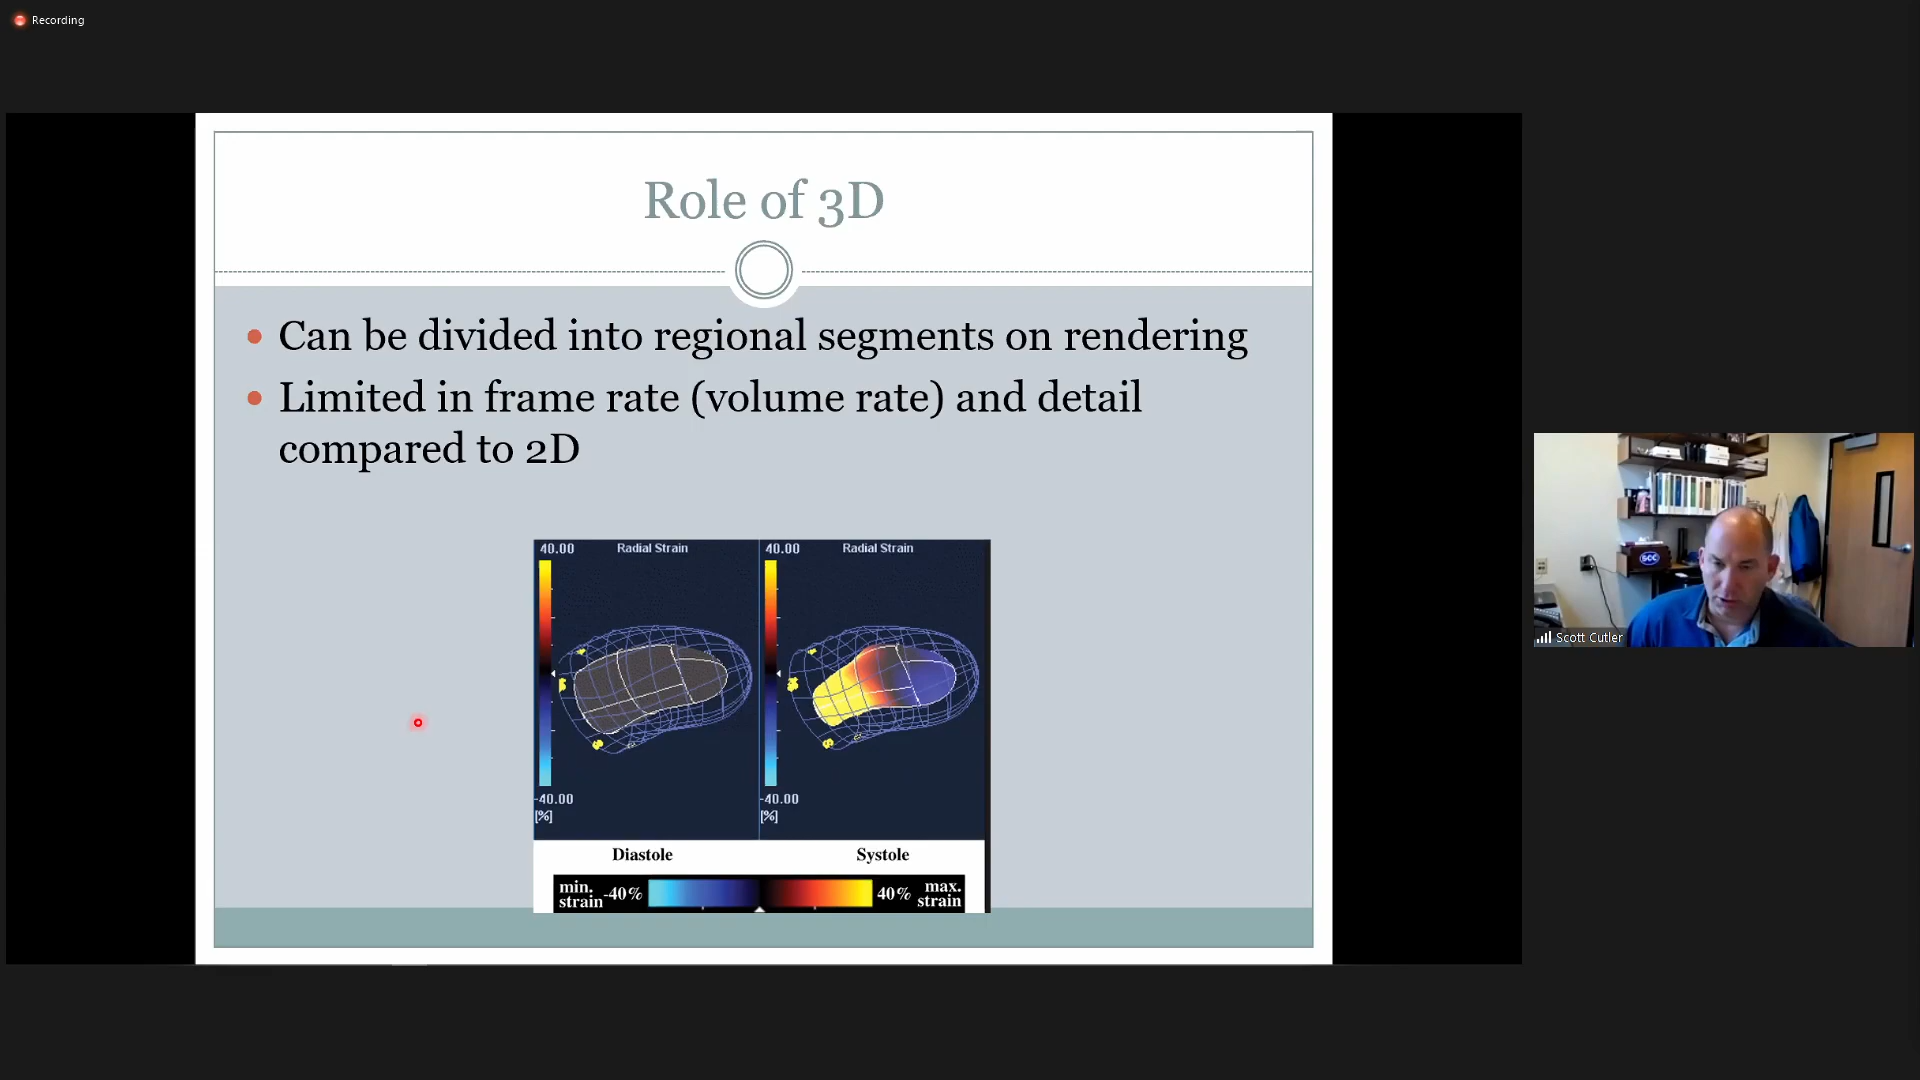 Recording
Role of 3D
Can be divided into regional segments on rendering
Limited in frame rate (volume rate) and detail
compared to 2D
40.00 Radial Strain
40.00 Radial Strain
-40.00
[%]
-40.00
[%]
Diastole
Systole
min.
strain -40%
40% max.
strain
SCC
Scott Cutler